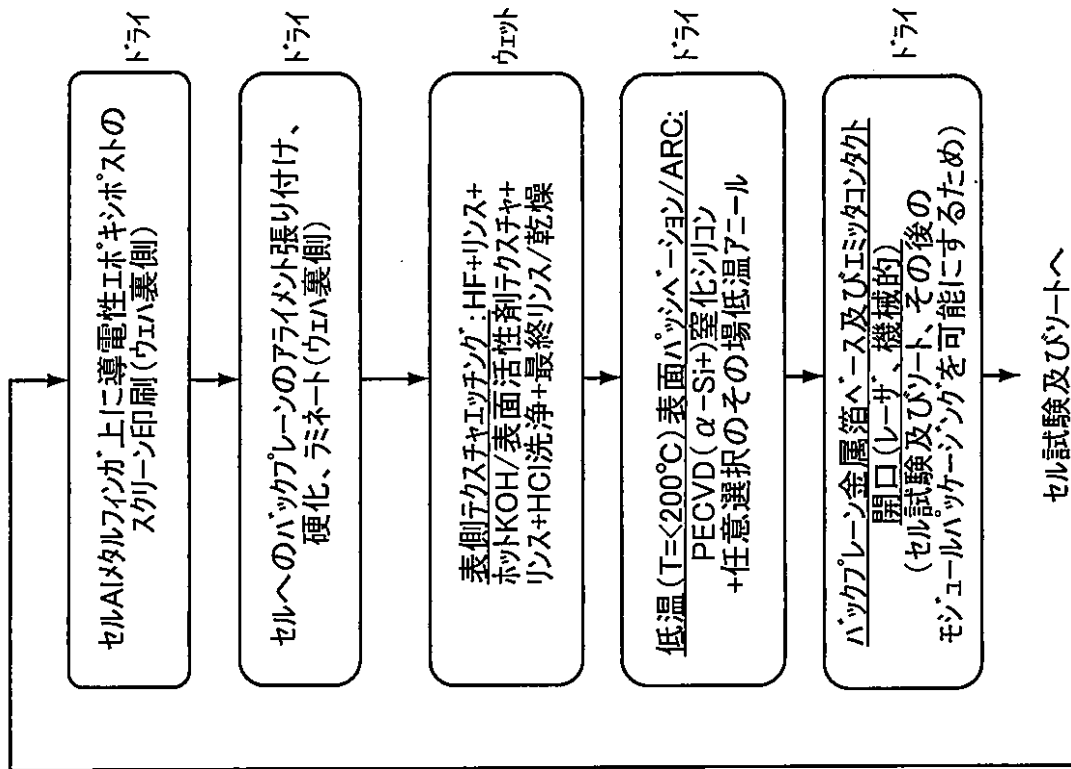 セルAlメタルフィンガ上に導電性エポキシポストの
スクリーン印刷(ウェハ裏側)
ドライ
セルへのバックプレーンのアライメント張り付け、
硬化、ラミネート(ウェハ裏側)
ドライ
表側テクスチャエッチング:HF+リンス+
ホットKOH/表面活性剤テクスチャ+
リンス+HCl洗浄+最終リンス/乾燥
ウェット
低温(T=<200°C)表面パッシベーション/ARC:
PECVD(α-Si+)窒化シリコン
+任意選択のその場低温アニール
ドライ
バックプレーン金属箔ベース及びエミッタコンタクト
開口(レーザ、機械的)
(セル試験及びソート、その後の
モジュールパッケージングを可能にするため)
ドライ
セル試験及びソートへ